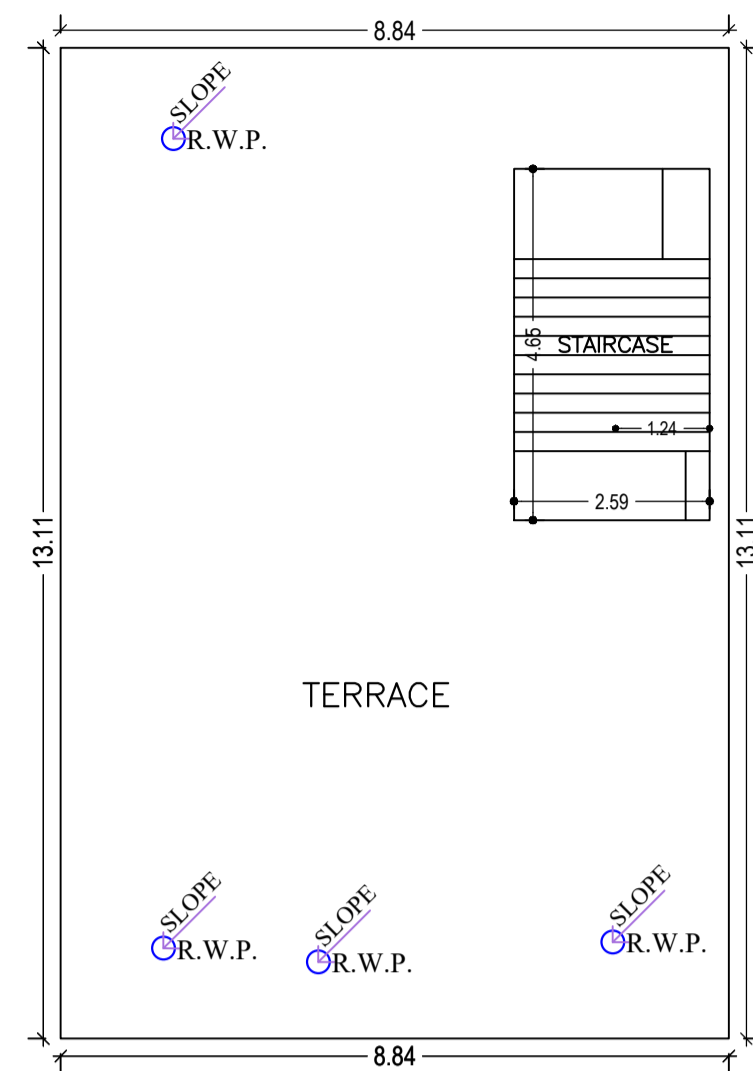 8.84
SLOPE
R.W.P.
4.65
STAIRCASE
1.24
2.59
13.11
13.11
TERRACE
SLOPE
R.W.P.
SLOPE
R.W.P.
SLOPE
R.W.P.
8.84